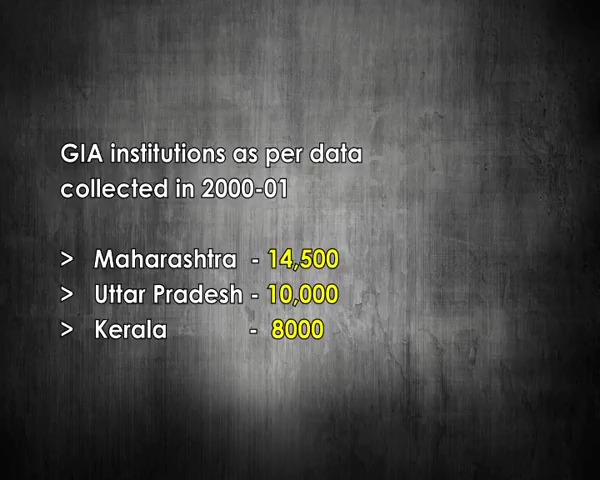 GIA institutions as per data
collected in 2000-01
> Maharashtra - 14,500
> Uttar Pradesh - 10,000
> Kerala - 8000